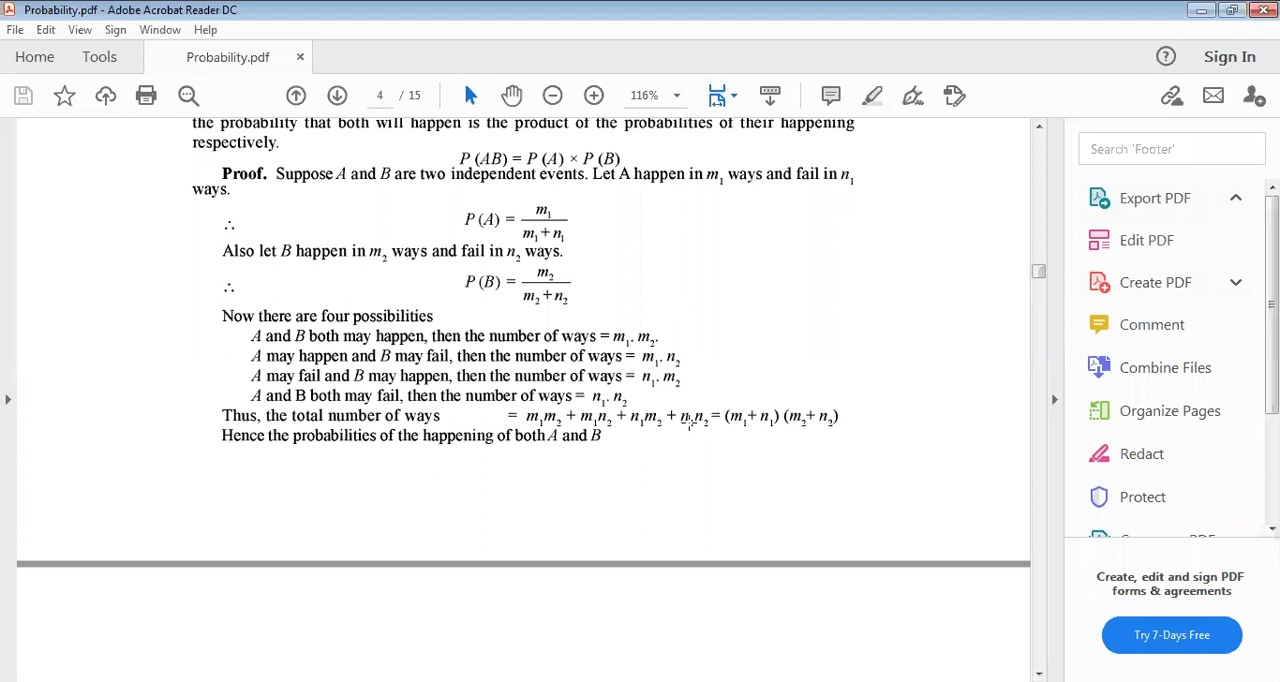 Probability.pdf - Adobe Acrobat Reader DC
File Edit View Sign Window Help
Home Tools Probability.pdf × Sign In
4 / 15 116%
the probability that both will happen is the product of the probabilities of their happening
respectively.
P (AB) = P (A) × P (B)
Proof. Suppose A and B are two independent events. Let A happen in m₁ ways and fail in n₁
ways.
∴ P (A) = m₁ / (m₁ + n₁)
Also let B happen in m₂ ways and fail in n₂ ways.
∴ P (B) = m₂ / (m₂ + n₂)
Now there are four possibilities
A and B both may happen, then the number of ways = m₁. m₂.
A may happen and B may fail, then the number of ways = m₁. n₂
A may fail and B may happen, then the number of ways = n₁. m₂
A and B both may fail, then the number of ways = n₁. n₂
Thus, the total number of ways = m₁m₂ + m₁n₂ + n₁m₂ + n₁n₂ = (m₁+ n₁) (m₂+ n₂)
Hence the probabilities of the happening of both A and B
Search 'Footer'
Export PDF
Edit PDF
Create PDF
Comment
Combine Files
Organize Pages
Redact
Protect
Create, edit and sign PDF
forms & agreements
Try 7-Days Free